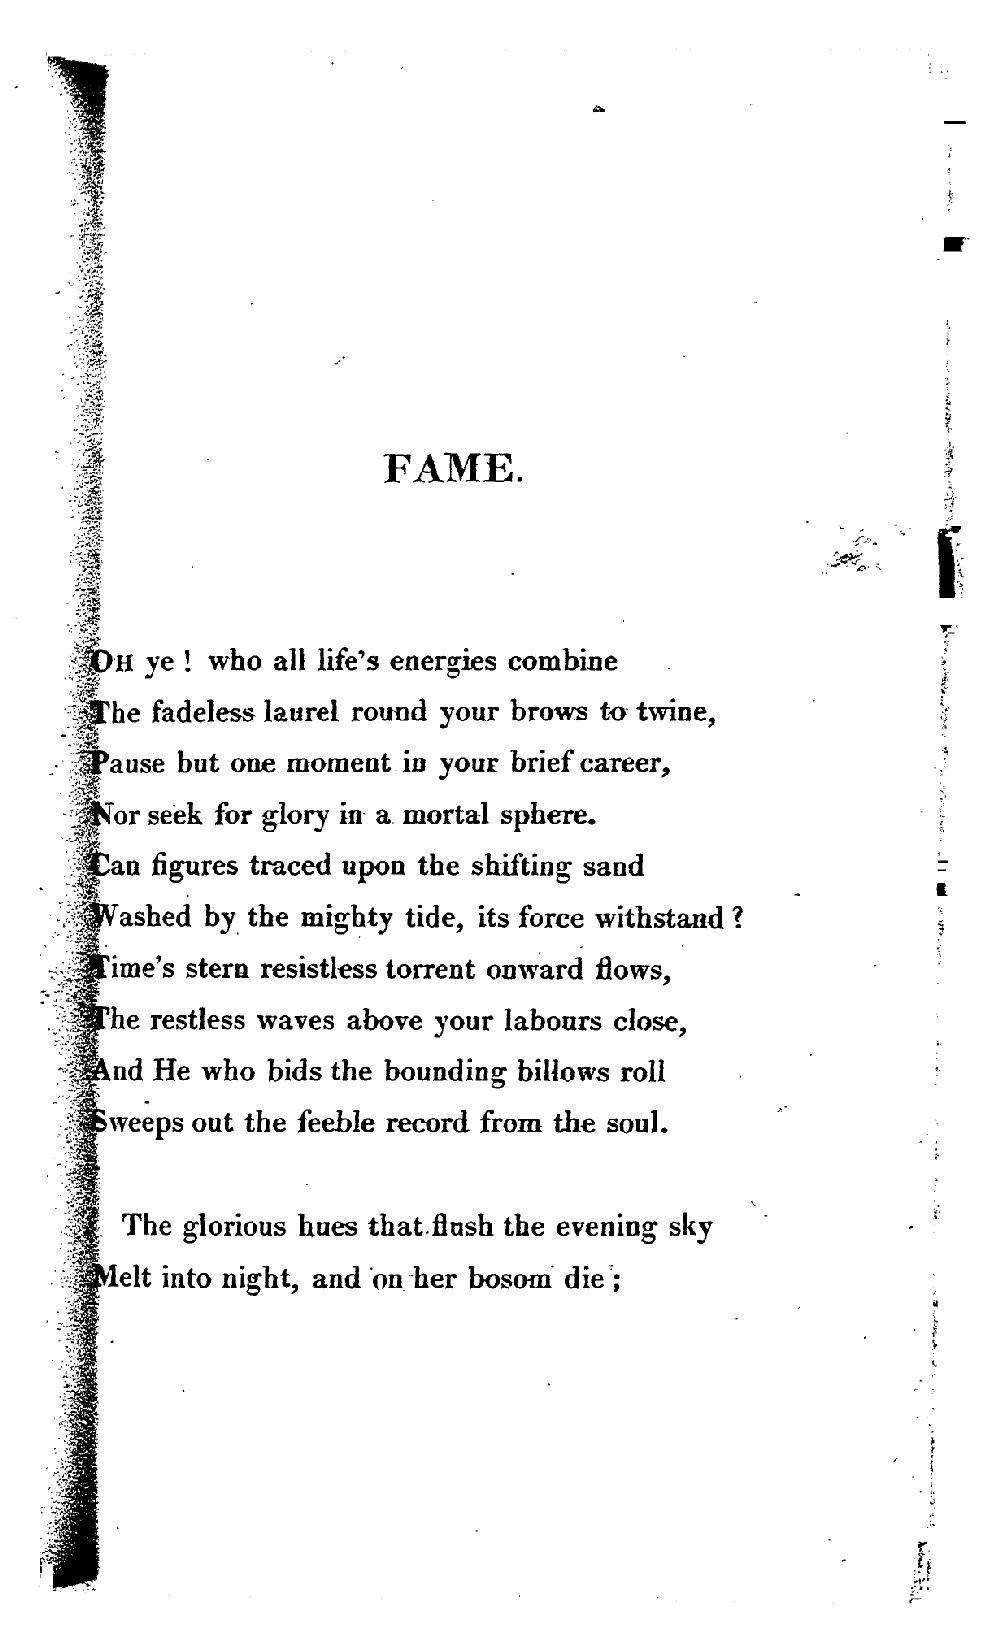 FAME.
OH ye! who all life's energies combine
The fadeless laurel round your brows to twine,
Pause but one moment in your brief career,
Nor seek for glory in a mortal sphere.
Can figures traced upon the shifting sand
Washed by the mighty tide, its force withstand?
Time's stern resistless torrent onward flows,
The restless waves above your labours close,
And He who bids the bounding billows roll
Sweeps out the feeble record from the soul.
The glorious hues that flush the evening sky
Melt into night, and on her bosom die;